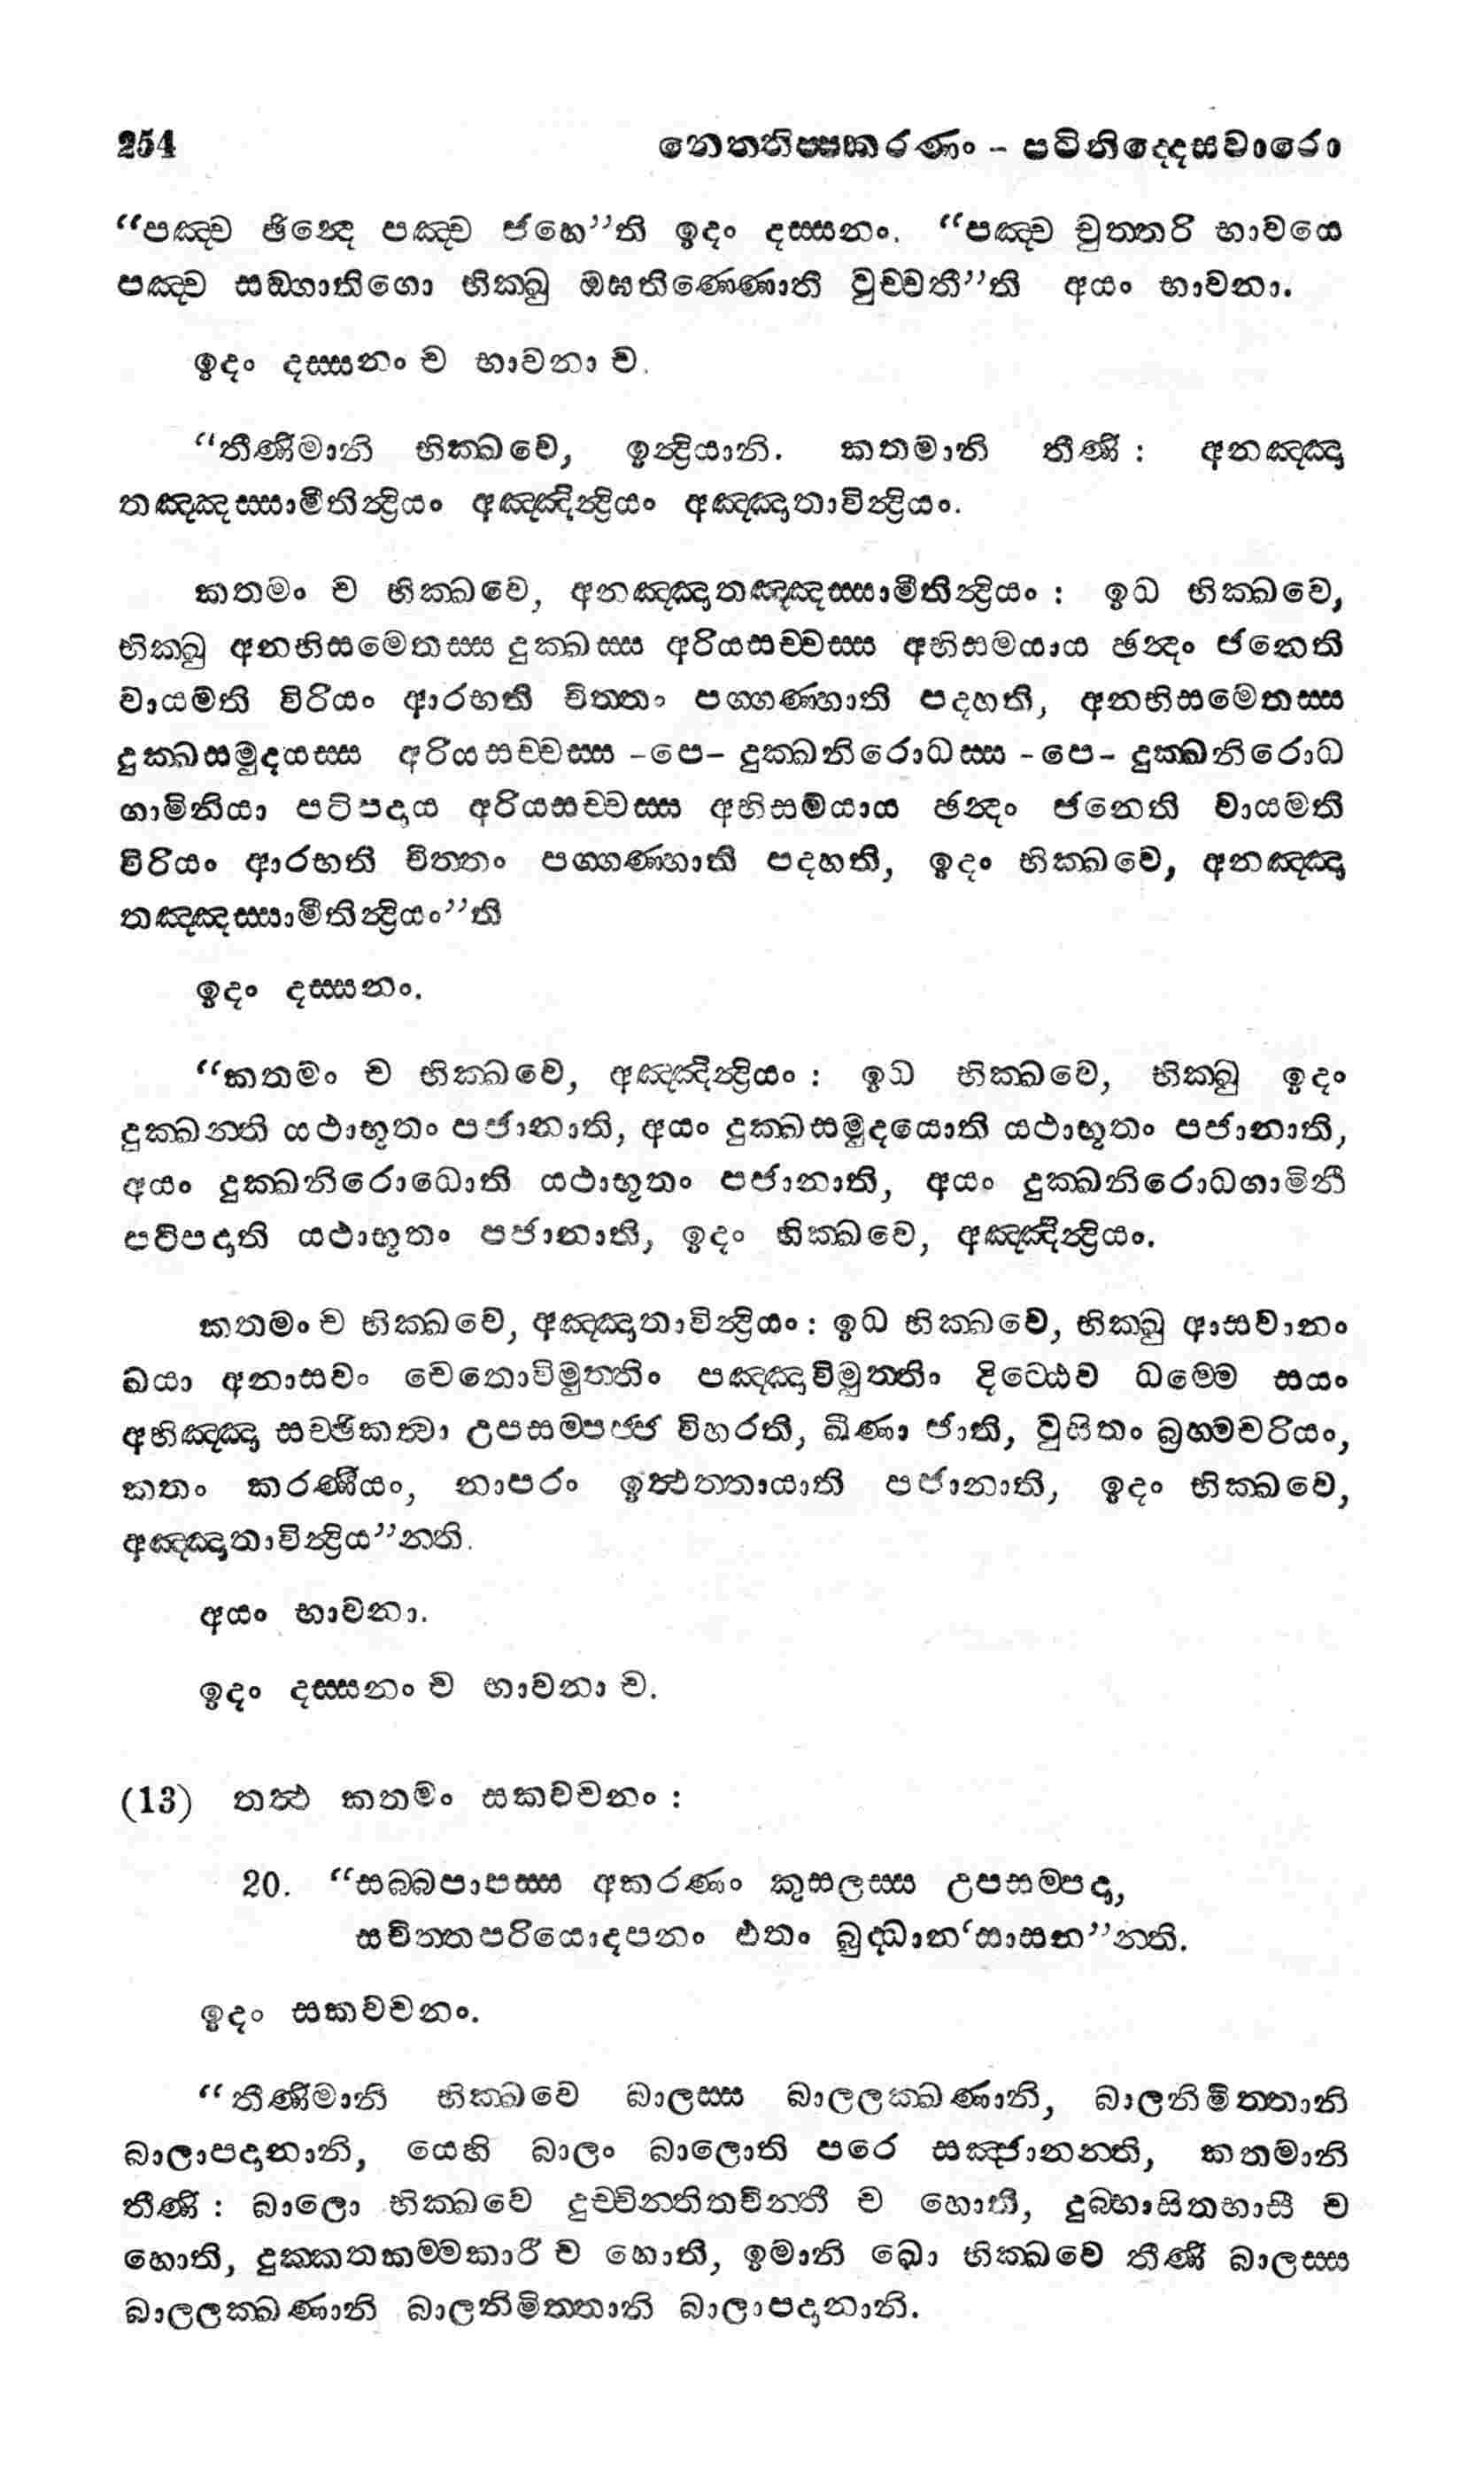 254 නෙත්තිප්පකරණං - පටිනිද්දෙසවාරො
“පඤ්ච ඡින්දෙ පඤ්ච ජහෙ”ති ඉදං දස්සනං. “පඤ්ච චුත්තරි භාවයෙ
පඤ්ච සඞ්ගාතිගො භික්ඛු ඔඝතිණ්ණොති වුච්චතී”ති අයං භාවනා.
ඉදං දස්සනං ච භාවනා ච.
“තීණිමානි භික්ඛවෙ, ඉන්ද්‍රියානි. කතමානි තීණි : අනඤ්ඤා
තඤ්ඤස්සාමීතින්ද්‍රියං අඤ්ඤින්ද්‍රියං අඤ්ඤාතාවින්ද්‍රියං.
කතමං ච භික්ඛවෙ, අනඤ්ඤාතඤ්ඤස්සාමීතින්ද්‍රියං : ඉධ භික්ඛවෙ,
භික්ඛු අනභිසමෙතස්ස දුක්ඛස්ස අරියසච්චස්ස අභිසමයාය ඡන්දං ජනෙති
වායමති විරියං ආරභති චිත්තං පග්ගණ්හාති පදහති, අනභිසමෙතස්ස
දුක්ඛසමුදයස්ස අරියසච්චස්ස -පෙ- දුක්ඛනිරොධස්ස -පෙ- දුක්ඛනිරොධ
ගාමිනියා පටිපදාය අරියසච්චස්ස අභිසමයාය ඡන්දං ජනෙති වායමති
විරියං ආරභති චිත්තං පග්ගණ්හාති පදහති, ඉදං භික්ඛවෙ, අනඤ්ඤා
තඤ්ඤස්සාමීතින්ද්‍රියං”ති
ඉදං දස්සනං.
“කතමං ච භික්ඛවෙ, අඤ්ඤින්ද්‍රියං : ඉධ භික්ඛවෙ, භික්ඛු ඉදං
දුක්ඛන්ති යථාභූතං පජානාති, අයං දුක්ඛසමුදයොති යථාභූතං පජානාති,
අයං දුක්ඛනිරොධොති යථාභූතං පජානාති, අයං දුක්ඛනිරොධගාමිනී
පටිපදාති යථාභූතං පජානාති, ඉදං භික්ඛවෙ, අඤ්ඤින්ද්‍රියං.
කතමං ච භික්ඛවෙ, අඤ්ඤාතාවින්ද්‍රියං : ඉධ භික්ඛවෙ, භික්ඛු ආසවානං
ඛයා අනාසවං චෙතොවිමුත්තිං පඤ්ඤාවිමුත්තිං දිට්ඨෙව ධම්මෙ සයං
අභිඤ්ඤා සච්ඡිකත්වා උපසම්පජ්ජ විහරති, ඛීණා ජාති, වුසිතං බ්‍රහ්මචරියං,
කතං කරණීයං, නාපරං ඉත්ථත්තායාති පජානාති, ඉදං භික්ඛවෙ,
අඤ්ඤාතාවින්ද්‍රිය”න්ති.
අයං භාවනා.
ඉදං දස්සනං ච භාවනා ච.
(13) තත්ථ කතමං සකවචනං :
20. “සබ්බපාපස්ස අකරණං කුසලස්ස උපසම්පදා,
සචිත්තපරියොදපනං එතං බුද්ධාන‘සාසන”න්ති.
ඉදං සකවචනං.
“තීණිමානි භික්ඛවෙ බාලස්ස බාලලක්ඛණානි, බාලනිමිත්තානි
බාලාපදානානි, යෙහි බාලං බාලොති පරෙ සඤ්ජානන්ති, කතමානි
තීණි : බාලො භික්ඛවෙ දුච්චින්තිතචින්තී ච හොති, දුබ්භාසිතභාසී ච
හොති, දුක්කතකම්මකාරී ච හොති, ඉමානි ඛො භික්ඛවෙ තීණි බාලස්ස
බාලලක්ඛණානි බාලනිමිත්තානි බාලාපදානානි.